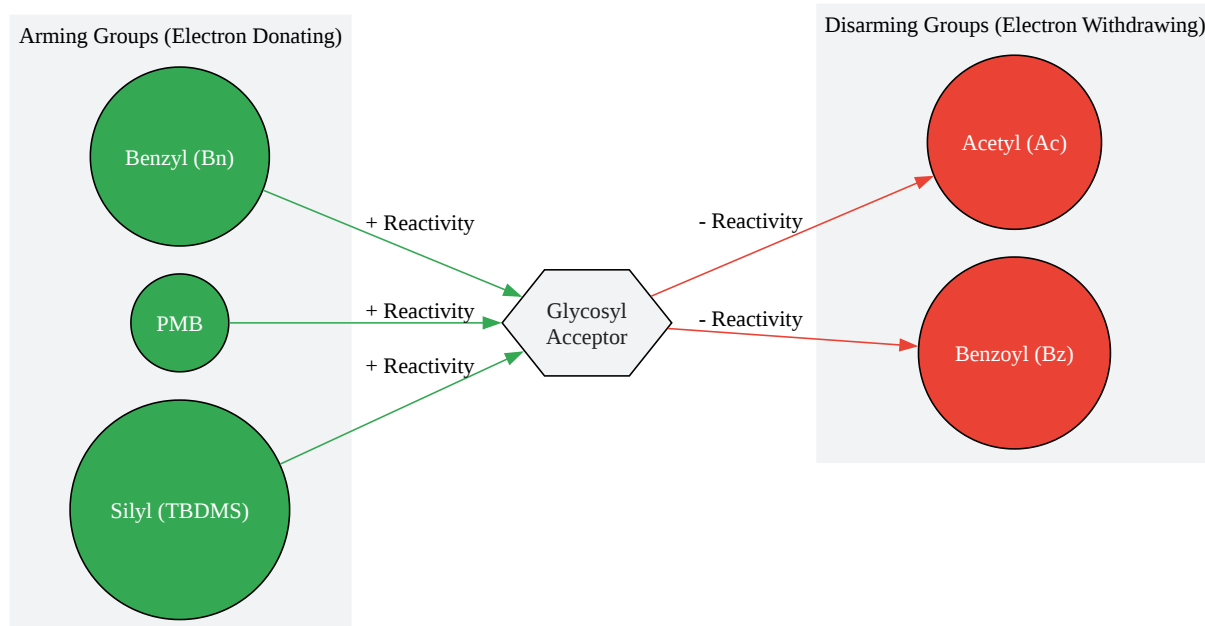 Arming Groups (Electron Donating)
Benzyl (Bn)
PMB
Silyl (TBDMS)
+ Reactivity
+ Reactivity
+ Reactivity
Glycosyl
Acceptor
- Reactivity
- Reactivity
Disarming Groups (Electron Withdrawing)
Acetyl (Ac)
Benzoyl (Bz)